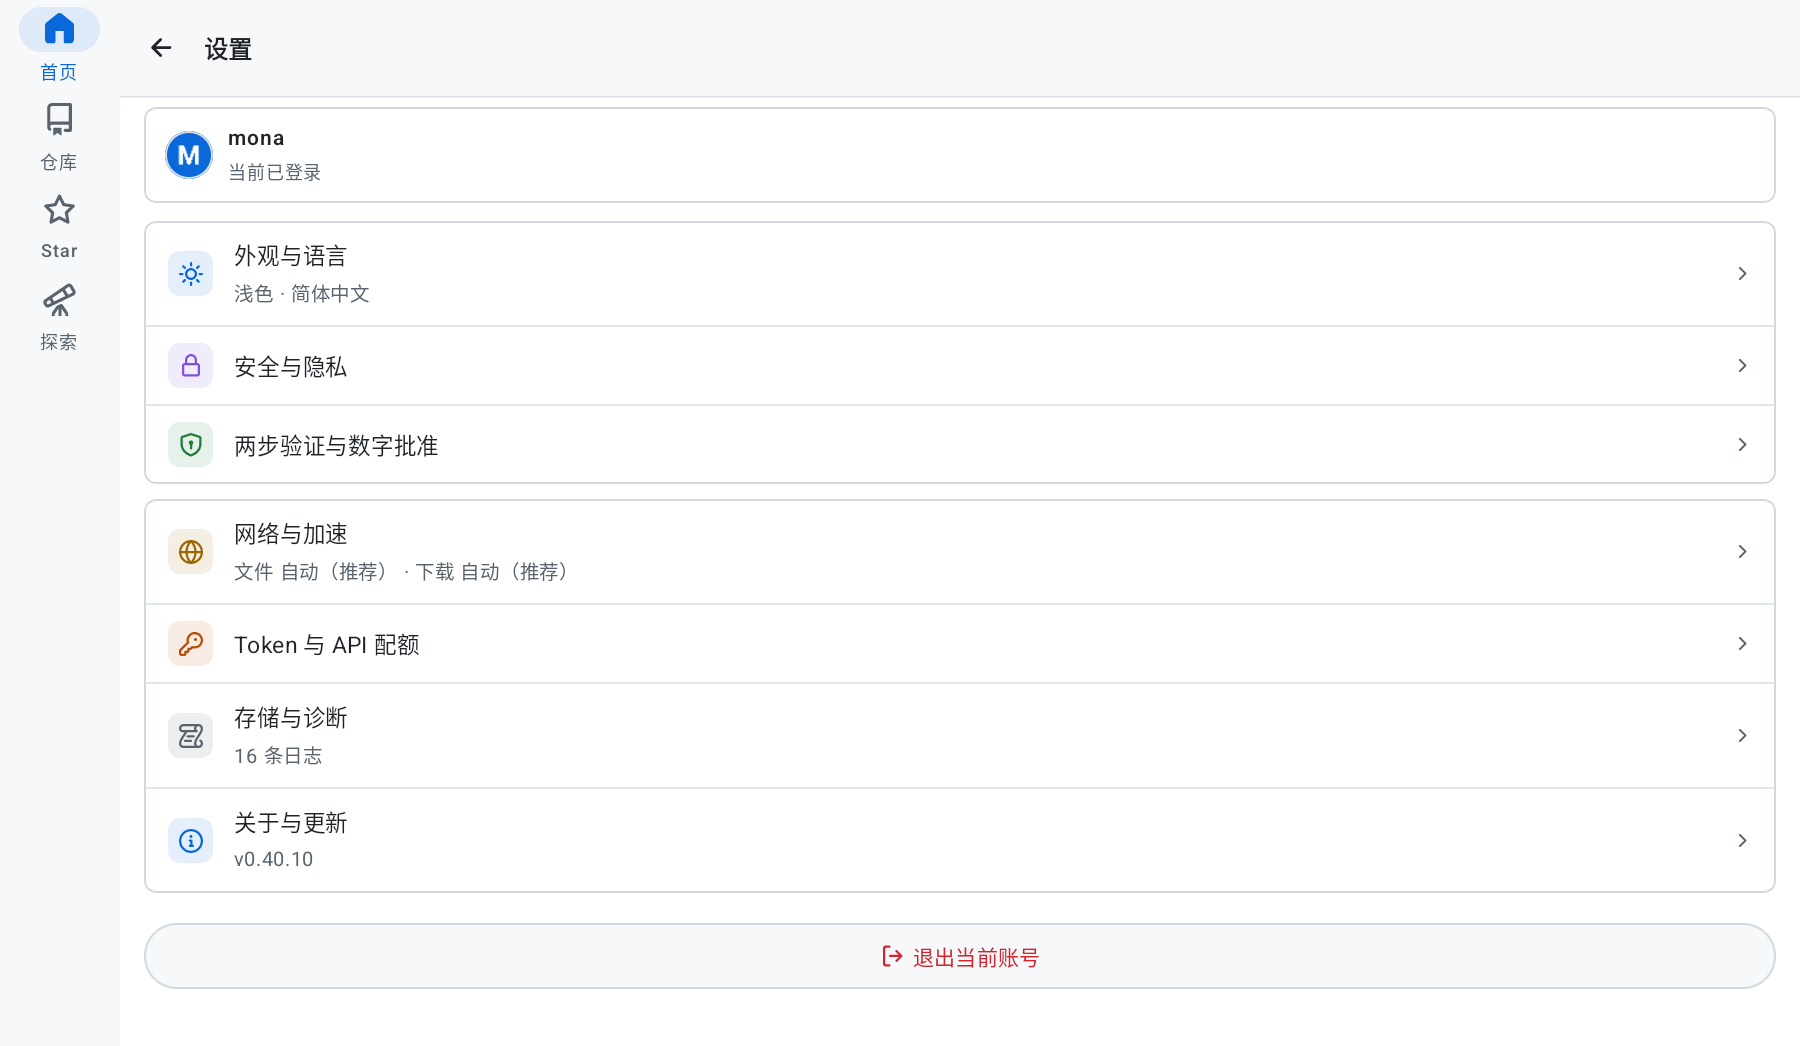 首页
仓库
Star
探索
设置
M
mona
当前已登录
外观与语言
浅色 · 简体中文
安全与隐私
两步验证与数字批准
网络与加速
文件 自动（推荐） · 下载 自动（推荐）
Token 与 API 配额
存储与诊断
16 条日志
关于与更新
v0.40.10
退出当前账号